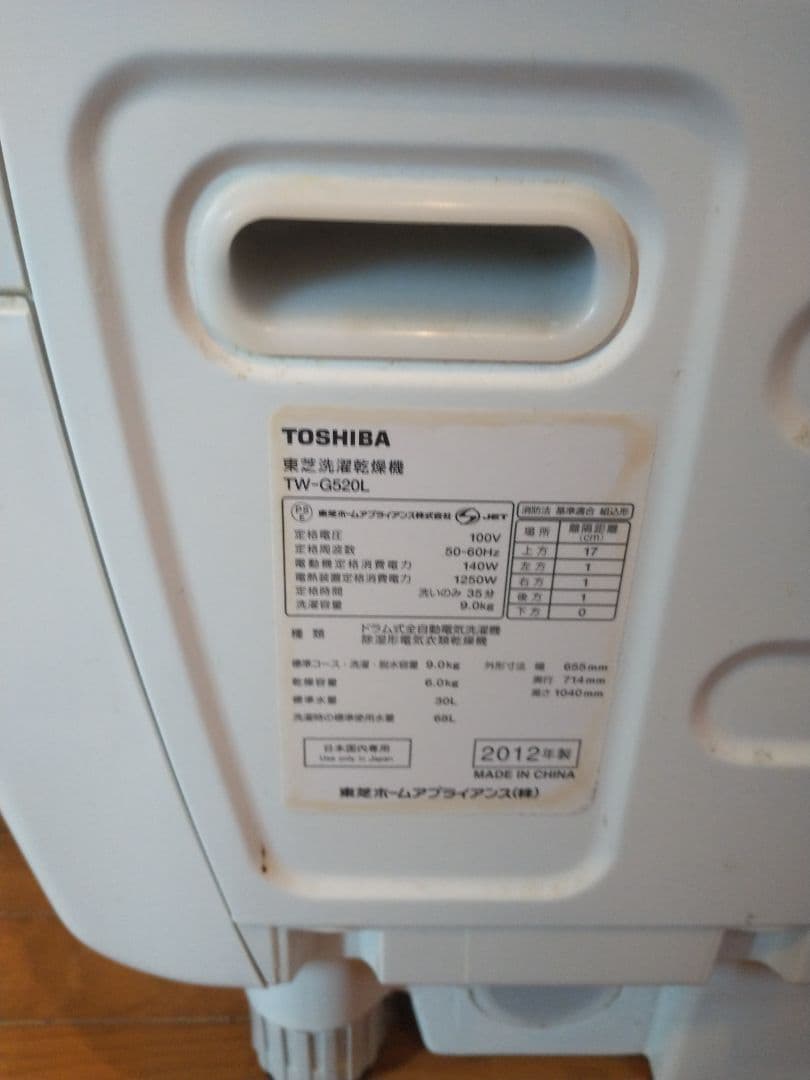 TOSHIBA
東芝洗濯乾燥機
TW-G520L
PS E 東芝ホームアプライアンス株式会社 S JET
定格電圧 100V
定格周波数 50-60Hz
電動機定格消費電力 140W
電熱装置定格消費電力 1250W
定格時間 洗いのみ 35分
洗濯容量 9.0kg
消防法 基準適合 組込形
場所 離隔距離(cm)
上方 17
左方 1
右方 1
後方 1
下方 0
種類 ドラム式全自動電気洗濯機
除湿形電気衣類乾燥機
標準コース・洗濯・脱水容量 9.0kg
乾燥容量 6.0kg
標準水量 30L
洗濯時の標準使用水量 68L
外形寸法 幅 655mm
奥行 714mm
高さ 1040mm
日本国内専用
Use only in Japan
2012年製
MADE IN CHINA
東芝ホームアプライアンス(株)